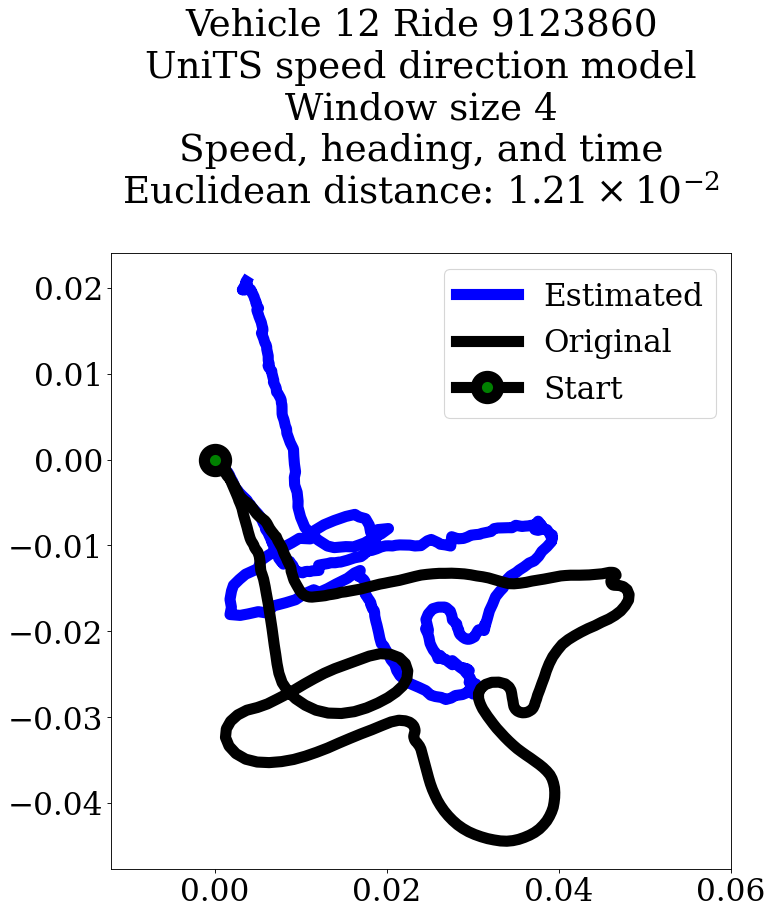 Vehicle 12 Ride 9123860
UniTS speed direction model
Window size 4
Speed, heading, and time
Euclidean distance: 1.21 × 10⁻²
Estimated
Original
Start
0.02
0.01
0.00
−0.01
−0.02
−0.03
−0.04
0.00 0.02 0.04 0.06